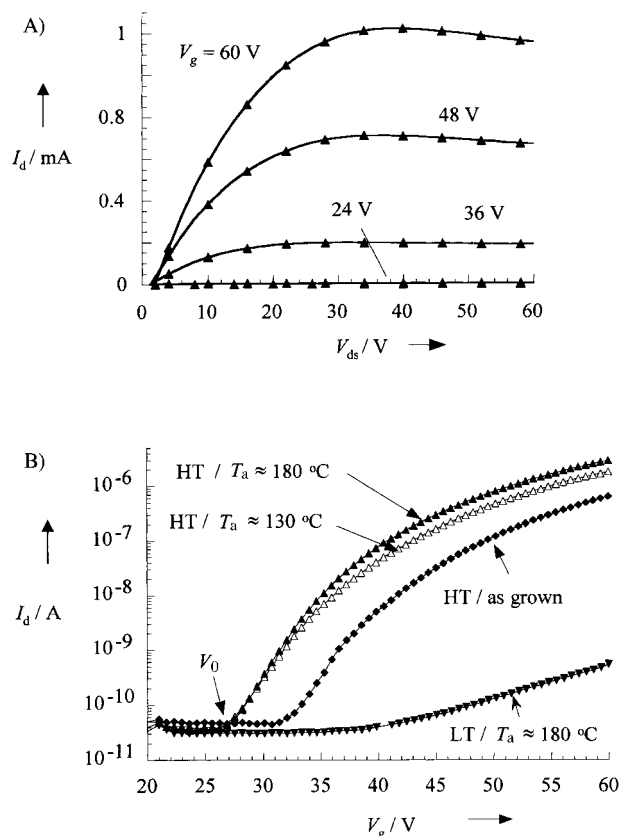 A)
1
V_g = 60 V
0.8
48 V
I_d / mA
0.4
24 V
36 V
0
0 10 20 30 40 50 60
V_ds / V
B)
HT / T_a ≈ 180 ºC
10⁻⁶
HT / T_a ≈ 130 ºC
10⁻⁷
10⁻⁸
HT / as grown
I_d / A
10⁻⁹
V_0
10⁻¹⁰
LT / T_a ≈ 180 ºC
10⁻¹¹
20 25 30 35 40 45 50 55 60
V_g / V